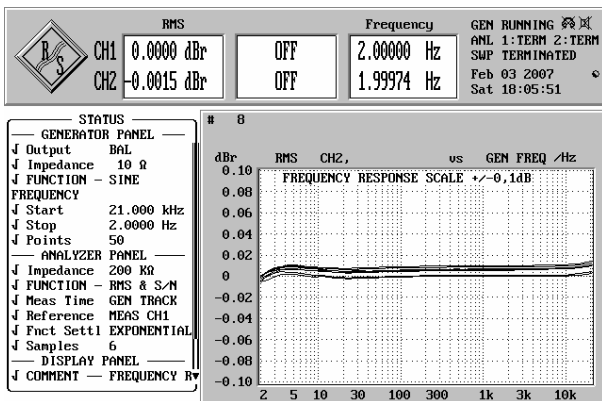 RMS
Frequency
GEN RUNNING
R S
CH1 0.0000 dBr OFF 2.00000 Hz
ANL 1:TERM 2:TERM
SWP TERMINATED
CH2 -0.0015 dBr OFF 1.99974 Hz
Feb 03 2007
Sat 18:05:51
STATUS
GENERATOR PANEL
Output BAL
Impedance 10 Ω
FUNCTION - SINE
FREQUENCY
Start 21.000 kHz
Stop 2.0000 Hz
Points 50
ANALYZER PANEL
Impedance 200 KΩ
FUNCTION - RMS & S/N
Meas Time GEN TRACK
Reference MEAS CH1
Fnct Settl EXPONENTIAL
Samples 6
DISPLAY PANEL
COMMENT — FREQUENCY R
# 8
dBr RMS CH2, vs GEN FREQ /Hz
FREQUENCY RESPONSE SCALE +/-0,1dB
0.10
0.08
0.06
0.04
0.02
0
-0.02
-0.04
-0.06
-0.08
-0.10
2 5 10 30 100 300 1k 3k 10k